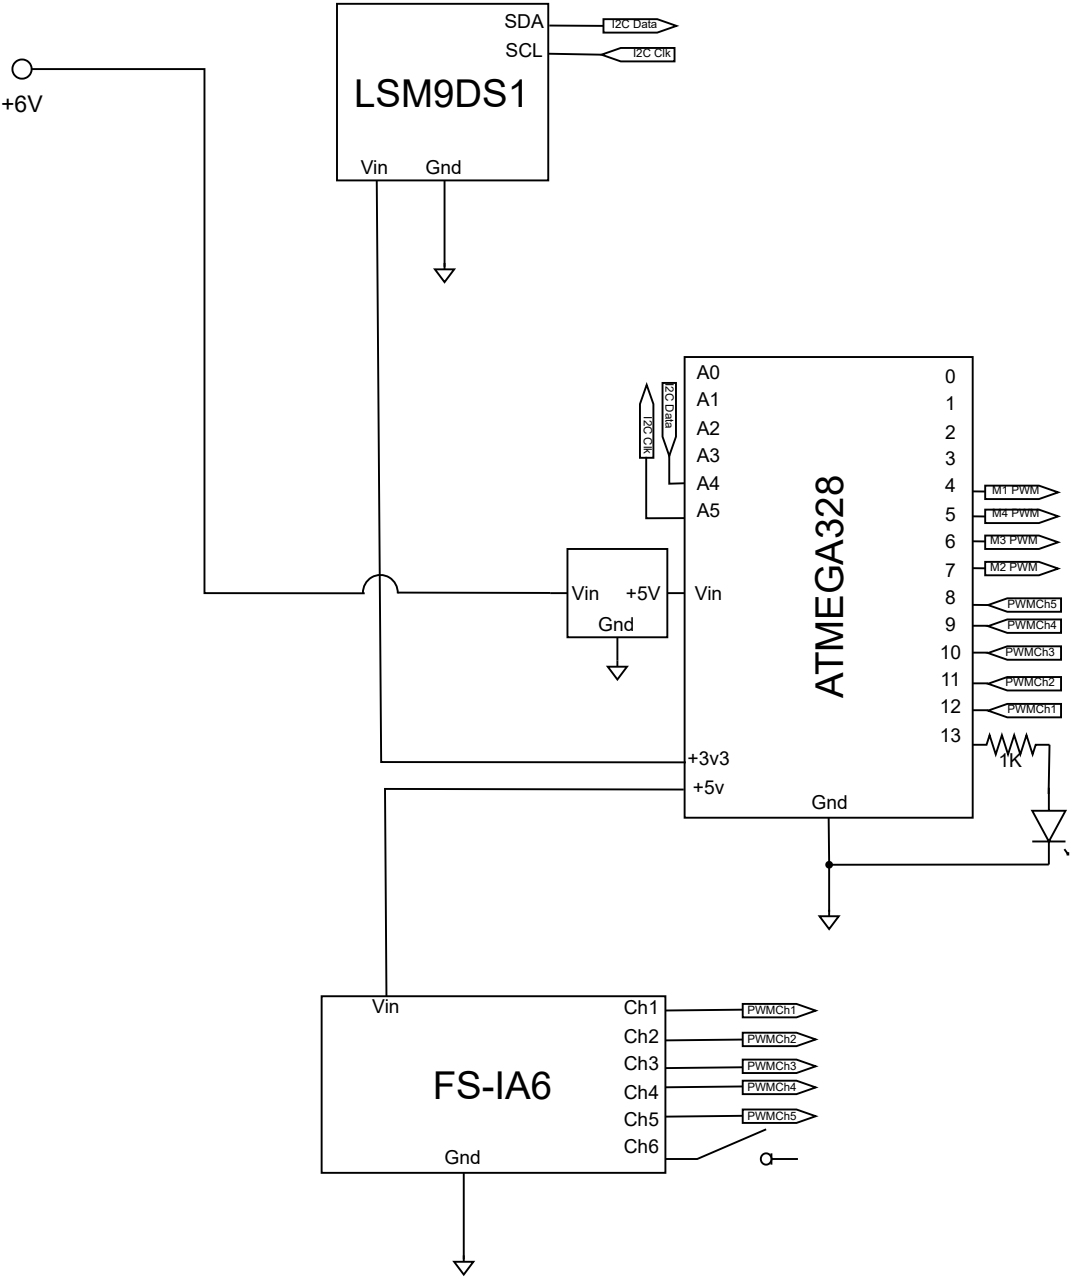 SDA
I2C Data
SCL
I2C Clk
LSM9DS1
+6V
Vin
Gnd
A0
A1
A2
A3
A4
A5
I2C Clk
I2C Data
0
1
2
3
4
M1 PWM
5
M4 PWM
6
M3 PWM
7
M2 PWM
8
PWMCh5
9
PWMCh4
10
PWMCh3
11
PWMCh2
12
PWMCh1
13
1K
ATMEGA328
Vin
+5V
Gnd
Vin
+3v3
+5v
Gnd
Vin
FS-IA6
Gnd
Ch1
PWMCh1
Ch2
PWMCh2
Ch3
PWMCh3
Ch4
PWMCh4
Ch5
PWMCh5
Ch6